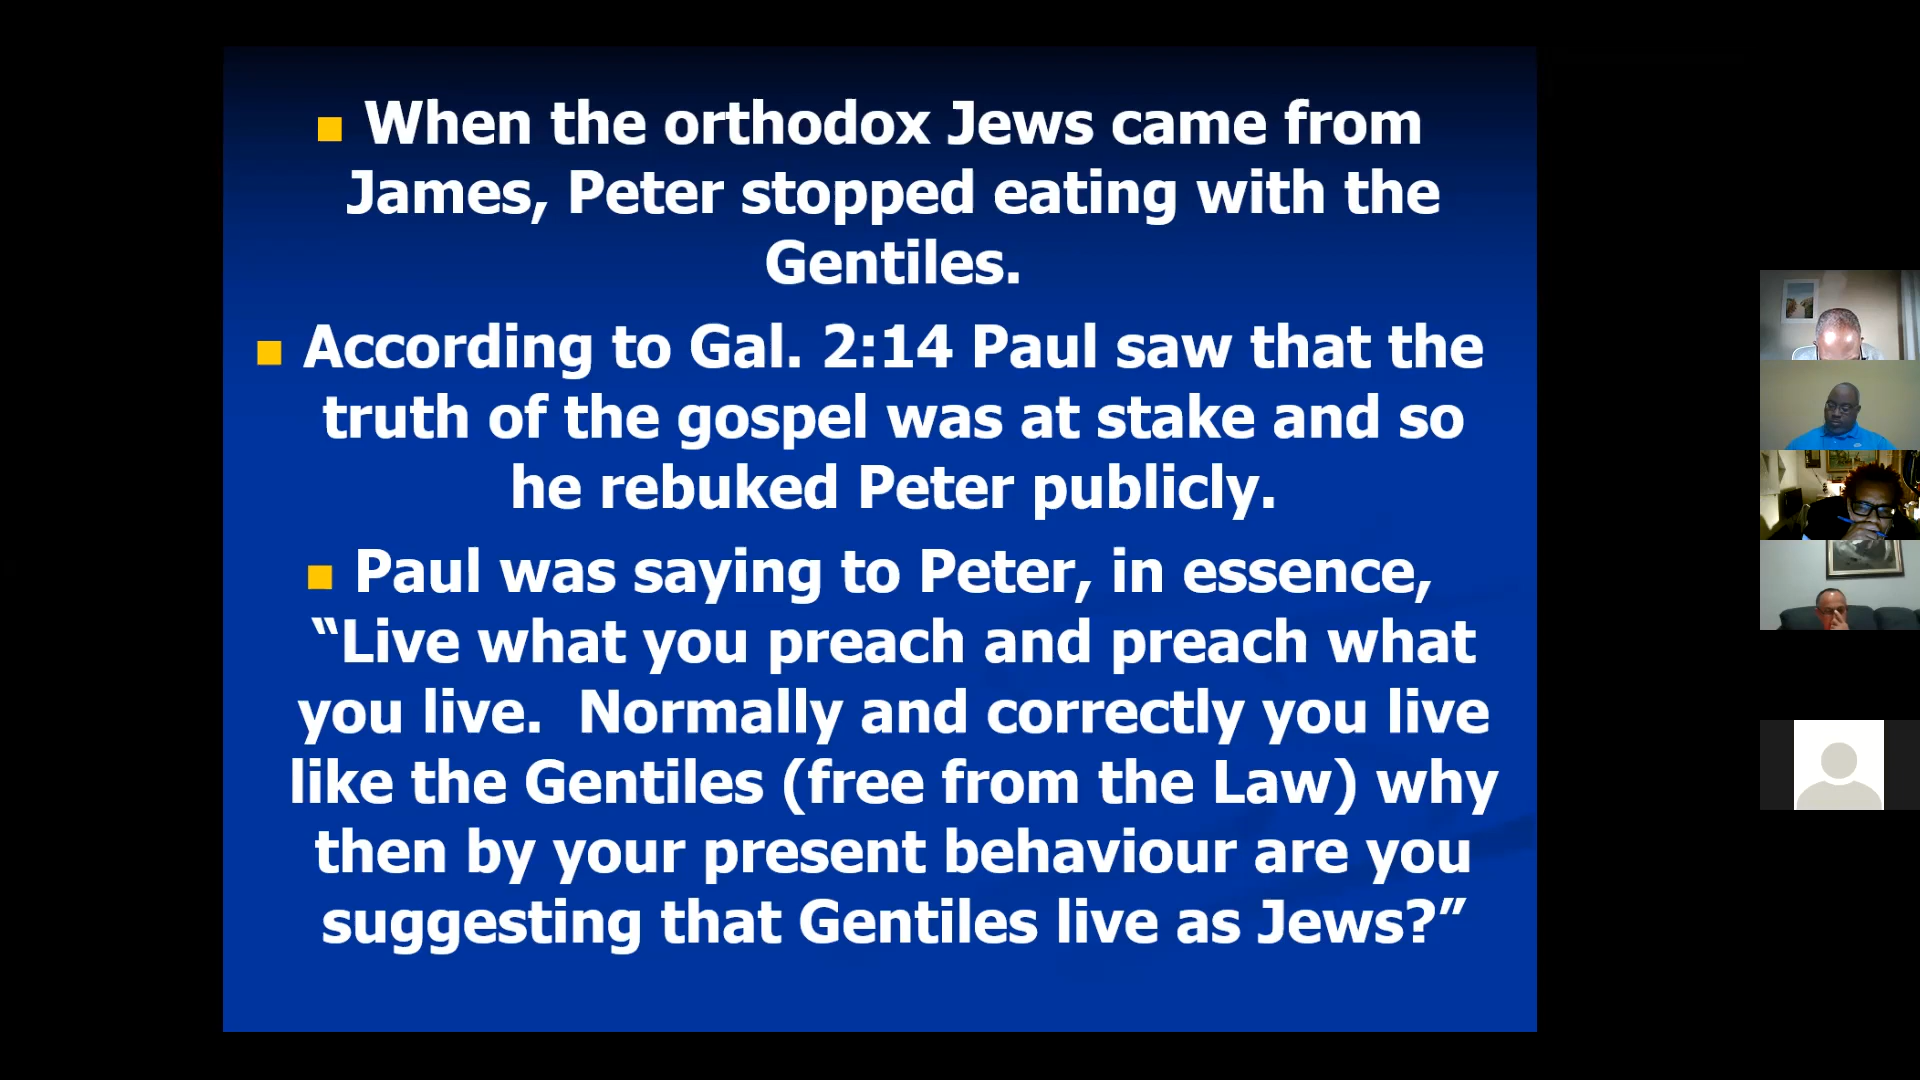 When the orthodox Jews came from
James, Peter stopped eating with the
Gentiles.
According to Gal. 2:14 Paul saw that the
truth of the gospel was at stake and so
he rebuked Peter publicly.
Paul was saying to Peter, in essence,
“Live what you preach and preach what
you live.  Normally and correctly you live
like the Gentiles (free from the Law) why
then by your present behaviour are you
suggesting that Gentiles live as Jews?”